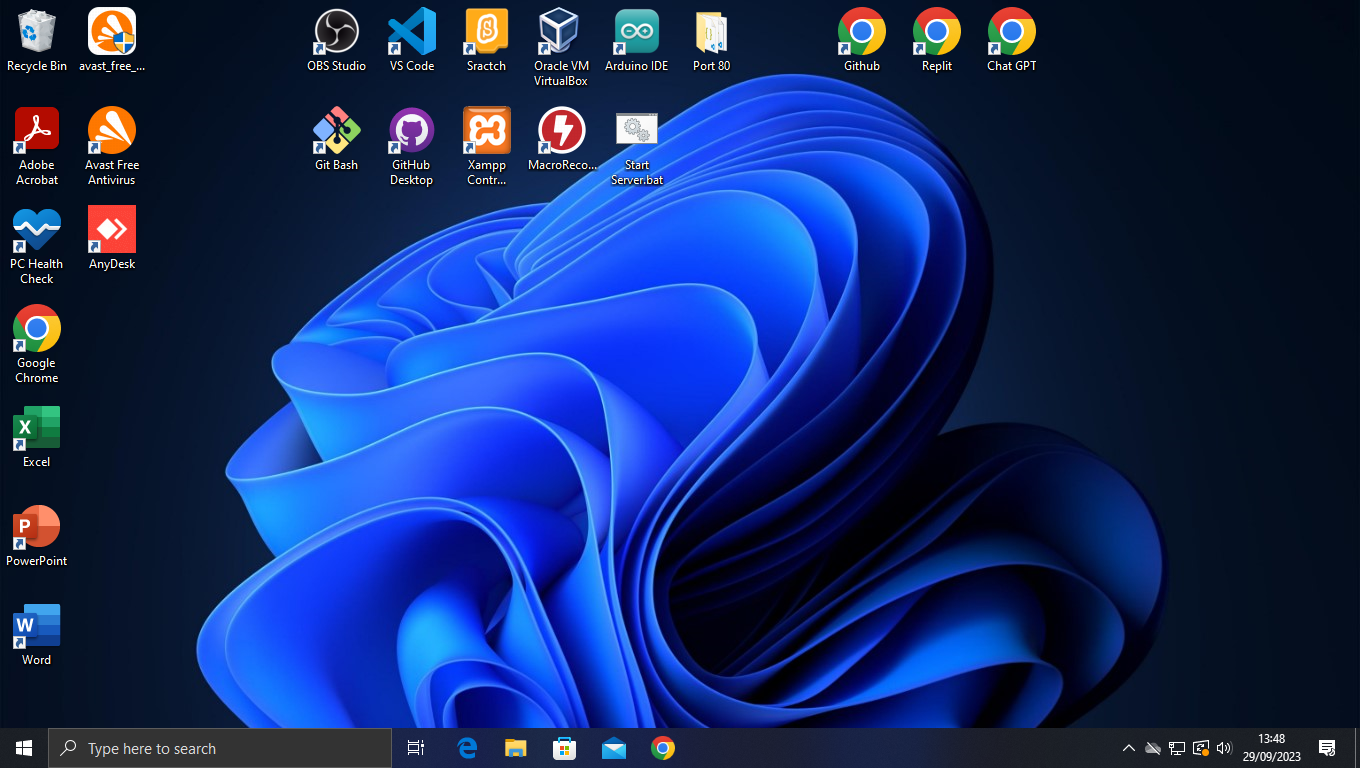 Recycle Bin
avast_free_...
OBS Studio
VS Code
Sractch
Oracle VM
VirtualBox
Arduino IDE
Port 80
Github
Replit
Chat GPT
Adobe
Acrobat
Avast Free
Antivirus
Git Bash
GitHub
Desktop
Xampp
Contr...
MacroReco...
Start
Server.bat
PC Health
Check
AnyDesk
Google
Chrome
X
Excel
P
PowerPoint
W
Word
Type here to search
13:48
29/09/2023